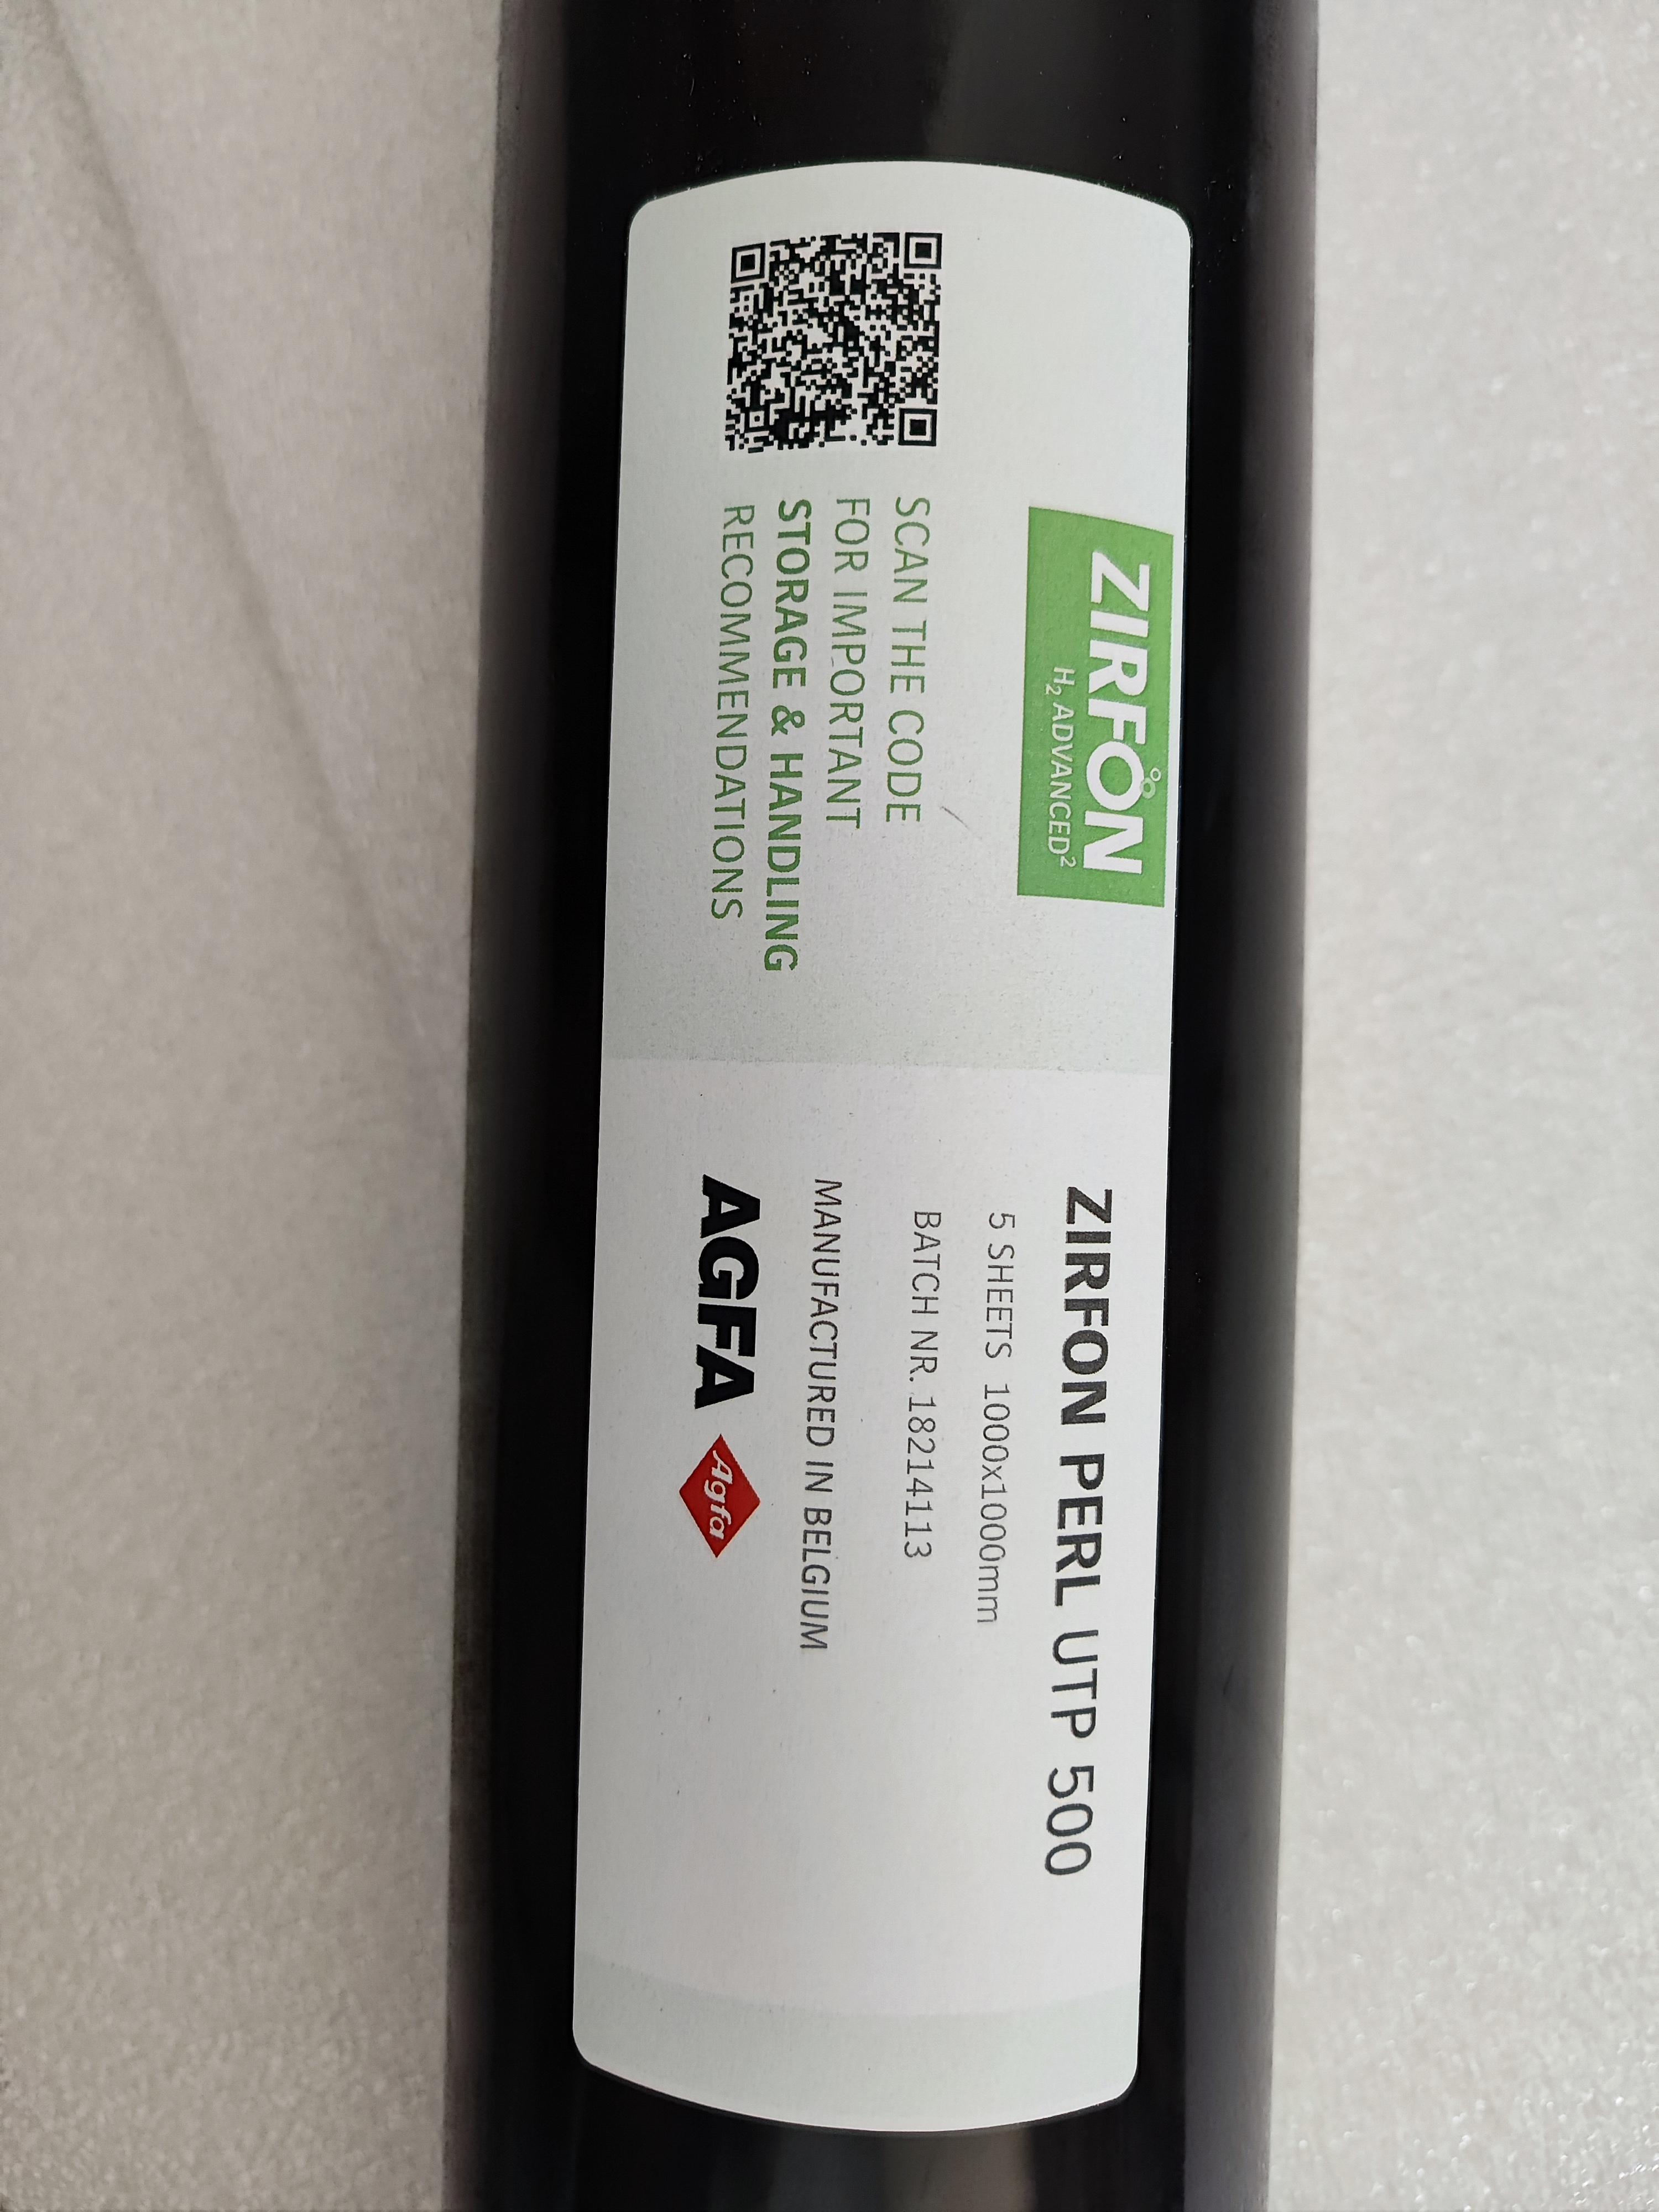 ZIRFON
H₂ ADVANCED²
SCAN THE CODE
FOR IMPORTANT
STORAGE & HANDLING
RECOMMENDATIONS
ZIRFON PERL UTP 500
5 SHEETS 1000x1000mm
BATCH NR. 18214113
MANUFACTURED IN BELGIUM
AGFA Agfa